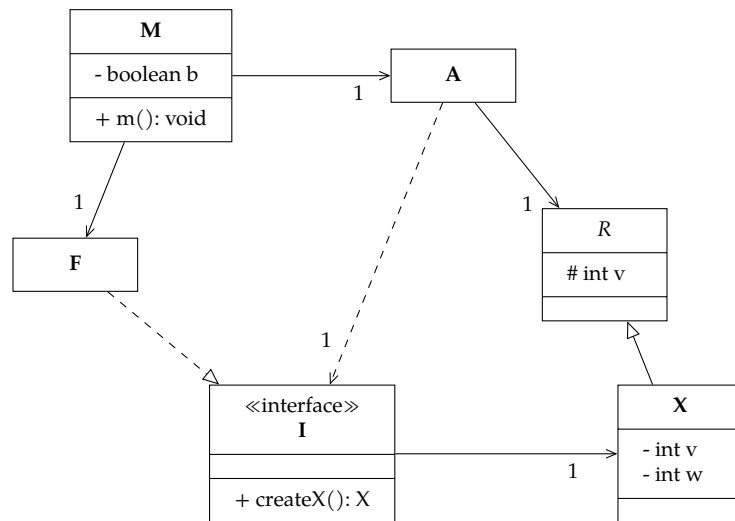 M
- boolean b
+ m(): void
A
1
1
1
R
# int v
F
1
≪interface≫
I
+ createX(): X
1
X
- int v
- int w